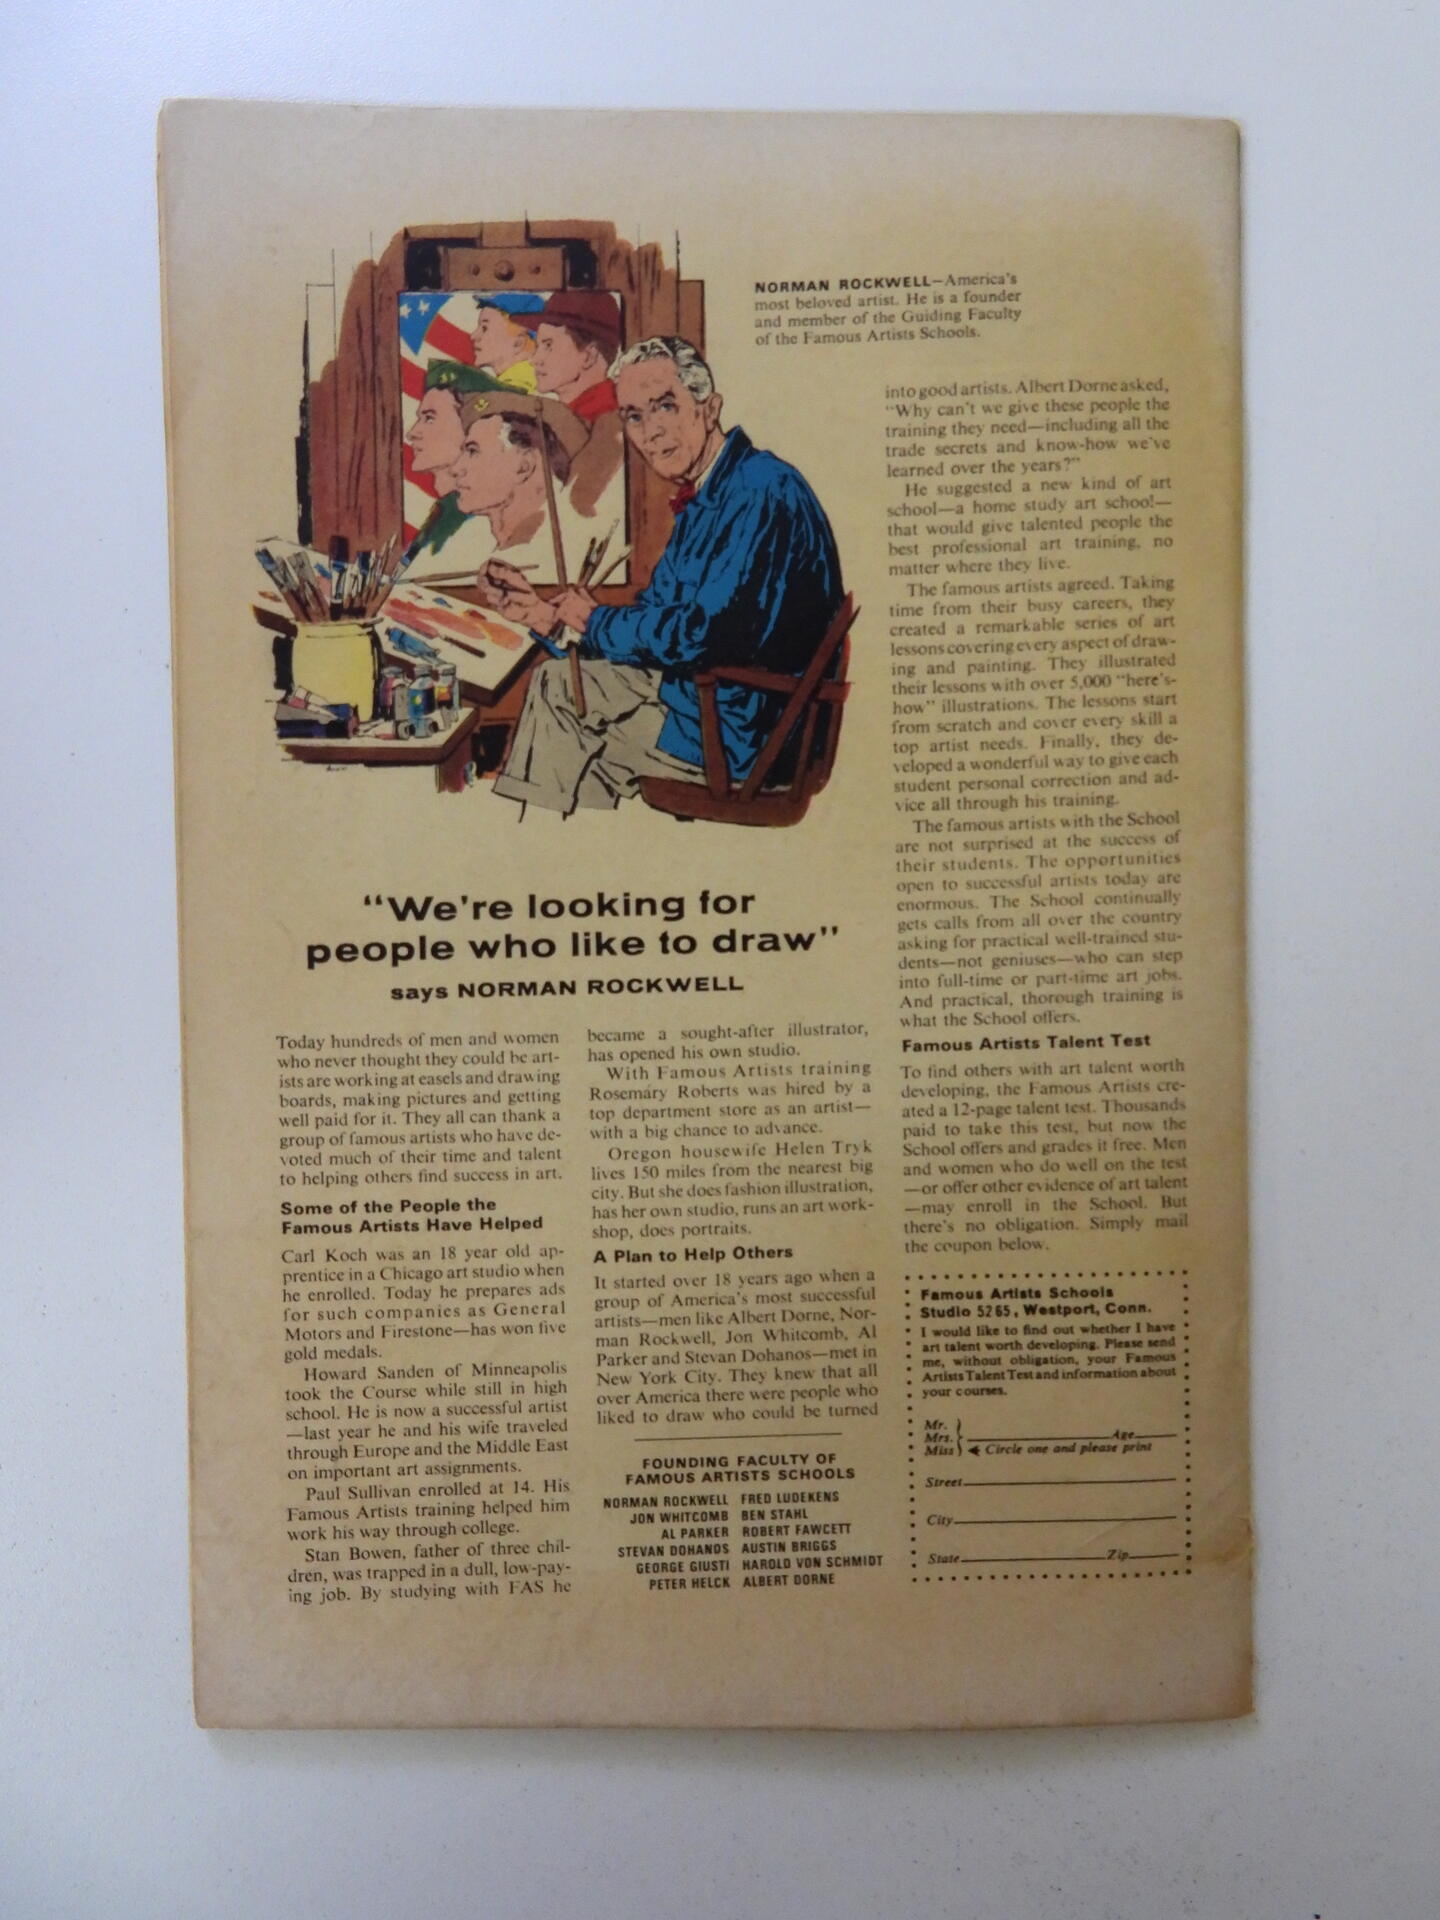 NORMAN ROCKWELL—America's
most beloved artist. He is a founder
and member of the Guiding Faculty
of the Famous Artists Schools.
"We're looking for
people who like to draw"
says NORMAN ROCKWELL
Today hundreds of men and women
who never thought they could be art-
ists are working at easels and drawing
boards, making pictures and getting
well paid for it. They all can thank a
group of famous artists who have de-
voted much of their time and talent
to helping others find success in art.
Some of the People the
Famous Artists Have Helped
Carl Koch was an 18 year old ap-
prentice in a Chicago art studio when
he enrolled. Today he prepares ads
for such companies as General
Motors and Firestone—has won five
gold medals.
Howard Sanden of Minneapolis
took the Course while still in high
school. He is now a successful artist
—last year he and his wife traveled
through Europe and the Middle East
on important art assignments.
Paul Sullivan enrolled at 14. His
Famous Artists training helped him
work his way through college.
Stan Bowen, father of three chil-
dren, was trapped in a dull, low-pay-
ing job. By studying with FAS he
became a sought-after illustrator,
has opened his own studio.
With Famous Artists training
Rosemary Roberts was hired by a
top department store as an artist—
with a big chance to advance.
Oregon housewife Helen Tryk
lives 150 miles from the nearest big
city. But she does fashion illustration,
has her own studio, runs an art work-
shop, does portraits.
A Plan to Help Others
It started over 18 years ago when a
group of America's most successful
artists—men like Albert Dorne, Nor-
man Rockwell, Jon Whitcomb, Al
Parker and Stevan Dohanos—met in
New York City. They knew that all
over America there were people who
liked to draw who could be turned
FOUNDING FACULTY OF
FAMOUS ARTISTS SCHOOLS
NORMAN ROCKWELL FRED LUDEKENS
JON WHITCOMB BEN STAHL
AL PARKER ROBERT FAWCETT
STEVAN DOHANOS AUSTIN BRIGGS
GEORGE GIUSTI HAROLD VON SCHMIDT
PETER HELCK ALBERT DORNE
into good artists. Albert Dorne asked,
"Why can't we give these people the
training they need—including all the
trade secrets and know-how we've
learned over the years?"
He suggested a new kind of art
school—a home study art school—
that would give talented people the
best professional art training, no
matter where they live.
The famous artists agreed. Taking
time from their busy careers, they
created a remarkable series of art
lessons covering every aspect of draw-
ing and painting. They illustrated
their lessons with over 5,000 "here's-
how" illustrations. The lessons start
from scratch and cover every skill a
top artist needs. Finally, they de-
veloped a wonderful way to give each
student personal correction and ad-
vice all through his training.
The famous artists with the School
are not surprised at the success of
their students. The opportunities
open to successful artists today are
enormous. The School continually
gets calls from all over the country
asking for practical well-trained stu-
dents—not geniuses—who can step
into full-time or part-time art jobs.
And practical, thorough training is
what the School offers.
Famous Artists Talent Test
To find others with art talent worth
developing, the Famous Artists cre-
ated a 12-page talent test. Thousands
paid to take this test, but now the
School offers and grades it free. Men
and women who do well on the test
—or offer other evidence of art talent
—may enroll in the School. But
there's no obligation. Simply mail
the coupon below.
Famous Artists Schools
Studio 5265, Westport, Conn.
I would like to find out whether I have
art talent worth developing. Please send
me, without obligation, your Famous
Artists Talent Test and information about
your courses.
Mr.
Mrs. Age
Miss Circle one and please print
Street
City
State Zip